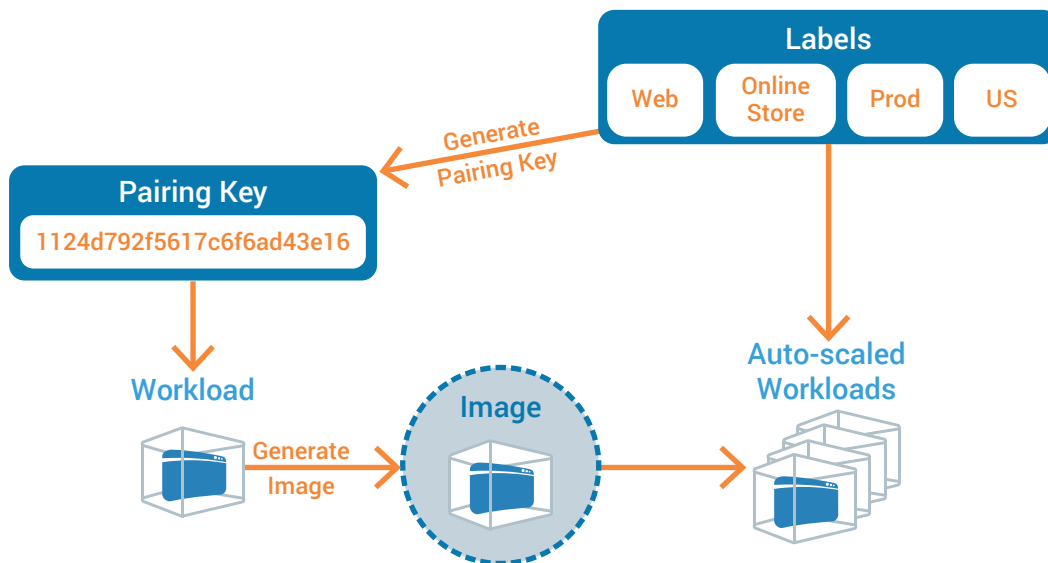 Labels
Web
Online
Store
Prod
US
Generate
Pairing Key
Pairing Key
1124d792f5617c6f6ad43e16
Workload
Generate
Image
Image
Auto-scaled
Workloads